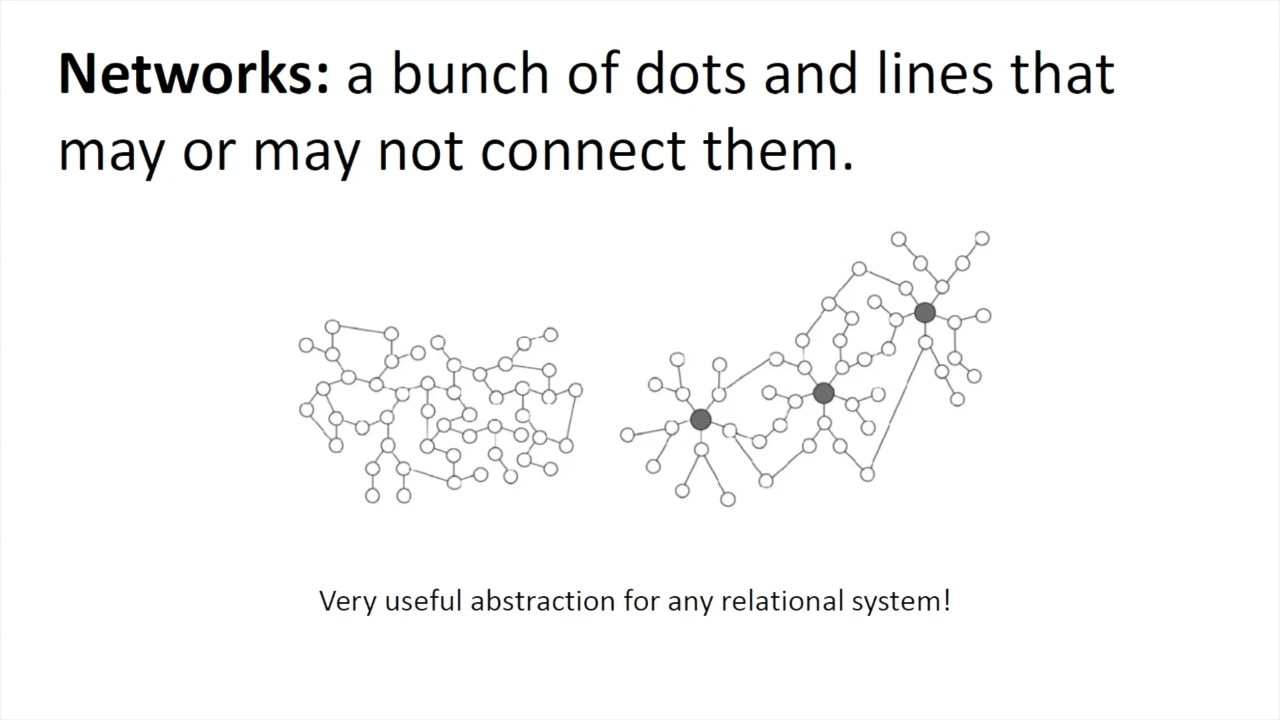 Networks: a bunch of dots and lines that
may or may not connect them.
Very useful abstraction for any relational system!